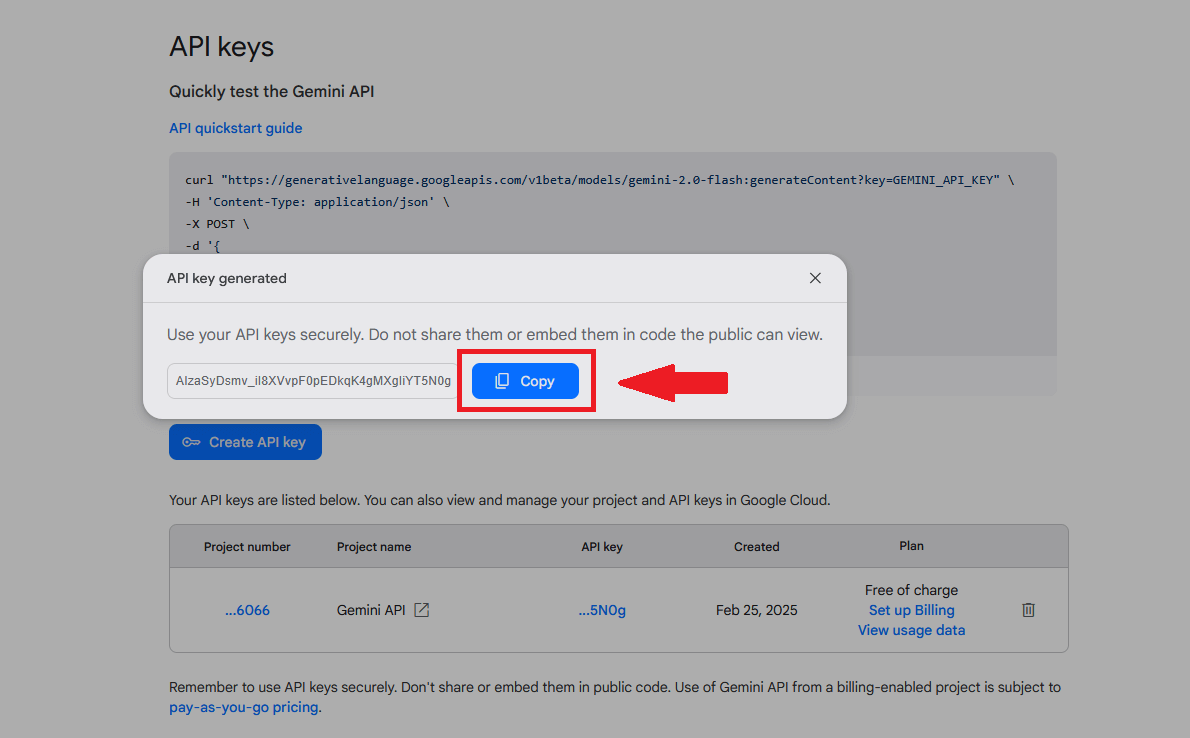 API keys
Quickly test the Gemini API
API quickstart guide
curl "https://generativelanguage.googleapis.com/v1beta/models/gemini-2.0-flash:generateContent?key=GEMINI_API_KEY" \
-H 'Content-Type: application/json' \
-X POST \
-d '{
API key generated
Use your API keys securely. Do not share them or embed them in code the public can view.
Copy
Create API key
Your API keys are listed below. You can also view and manage your project and API keys in Google Cloud.
Project number Project name API key Created Plan
...6066 Gemini API ...5N0g Feb 25, 2025 Free of charge
Set up Billing
View usage data
Remember to use API keys securely. Don't share or embed them in public code. Use of Gemini API from a billing-enabled project is subject to
pay-as-you-go pricing.